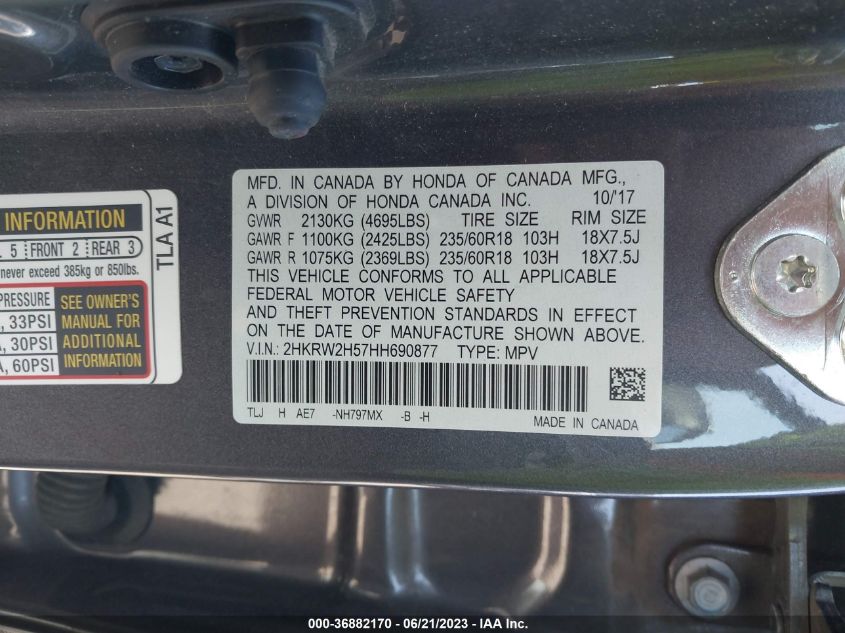 INFORMATION
5 FRONT 2 REAR 3
never exceed 385kg or 850lbs.
TLA A1
PRESSURE
, 33PSI
, 30PSI
, 60PSI
SEE OWNER'S
MANUAL FOR
ADDITIONAL
INFORMATION
MFD. IN CANADA BY HONDA OF CANADA MFG.,
A DIVISION OF HONDA CANADA INC. 10/'17
GVWR 2130KG (4695LBS) TIRE SIZE RIM SIZE
GAWR F 1100KG (2425LBS) 235/60R18 103H 18X7.5J
GAWR R 1075KG (2369LBS) 235/60R18 103H 18X7.5J
THIS VEHICLE CONFORMS TO ALL APPLICABLE
FEDERAL MOTOR VEHICLE SAFETY
AND THEFT PREVENTION STANDARDS IN EFFECT
ON THE DATE OF MANUFACTURE SHOWN ABOVE.
V.I.N.: 2HKRW2H57HH690877 TYPE: MPV
TLJ H AE7 -NH797MX -B -H
MADE IN CANADA
000-36882170 - 06/21/2023 - IAA Inc.